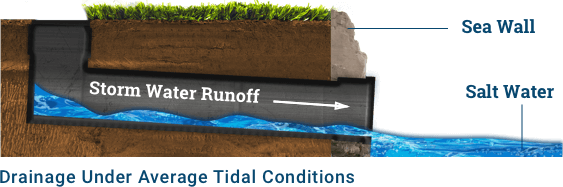 Sea Wall
Storm Water Runoff
Salt Water
Drainage Under Average Tidal Conditions